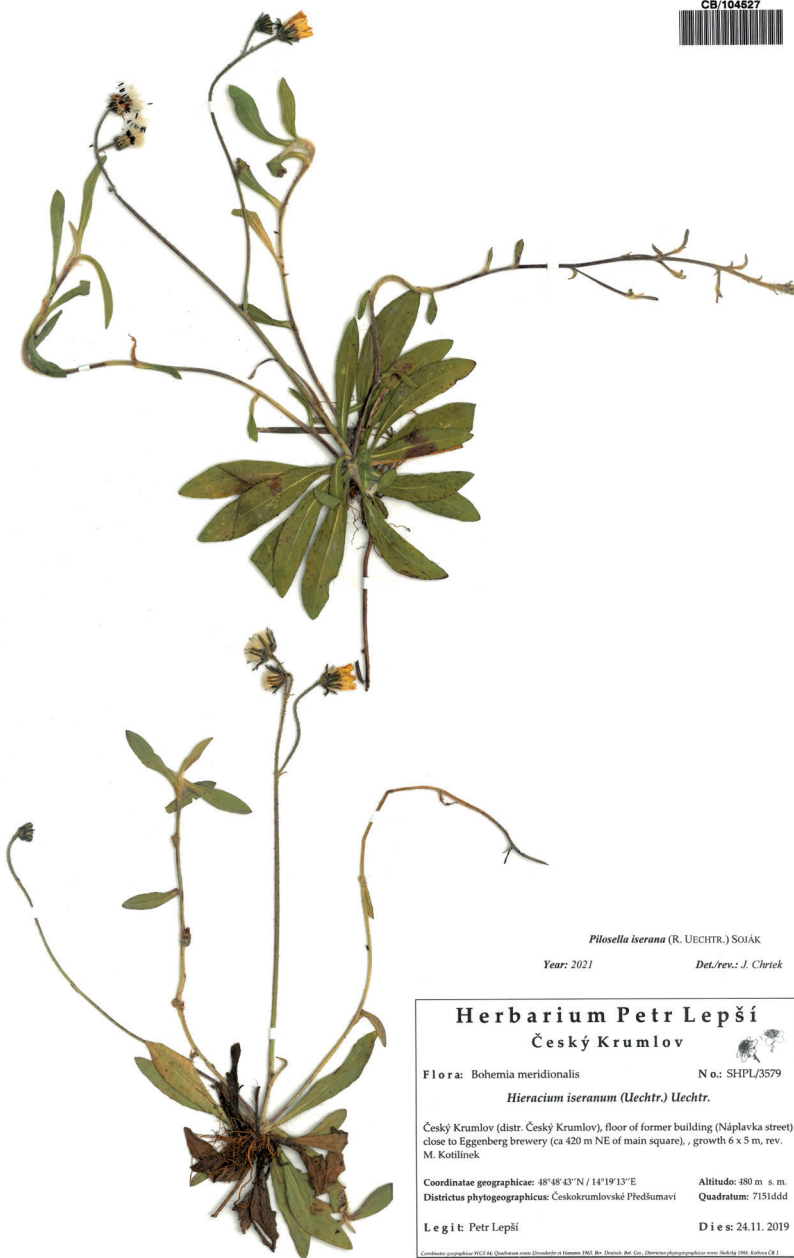 CB/104527
Pilosella iserana (R. UECHTR.) SOJÁK
Year: 2021 Det./rev.: J. Chrtek
Herbarium Petr Lepší
Český Krumlov
Flora: Bohemia meridionalis No.: SHPL/3579
Hieracium iseranum (Uechtr.) Uechtr.
Český Krumlov (distr. Český Krumlov), floor of former building (Náplavka street)
close to Eggenberg brewery (ca 420 m NE of main square), , growth 6 x 5 m, rev.
M. Kotilínek
Coordinatae geographicae: 48°48'43''N / 14°19'13''E Altitudo: 480 m s. m.
Districtus phytogeographicus: Českokrumlovské Předšumaví Quadratum: 7151ddd
Legit: Petr Lepší Dies: 24.11. 2019